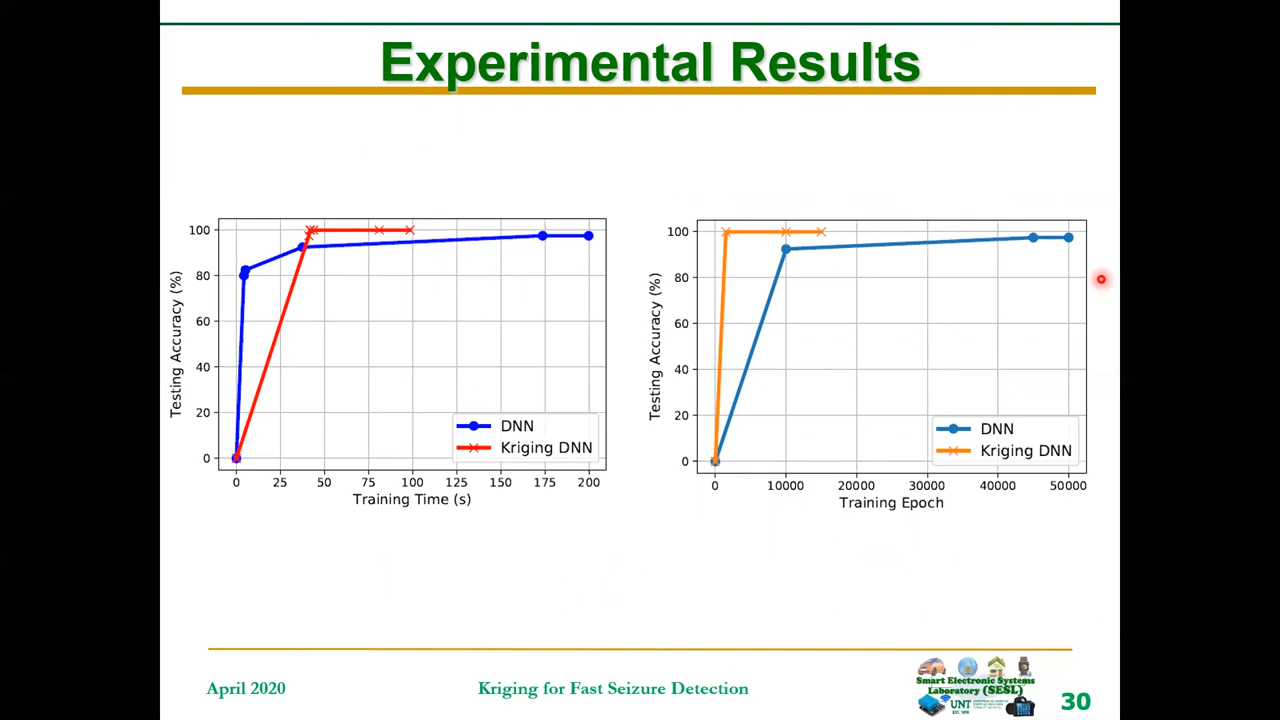 Experimental Results
100
80
60
40
20
0
Testing Accuracy (%)
DNN
Kriging DNN
0 25 50 75 100 125 150 175 200
Training Time (s)
100
80
60
40
20
0
Testing Accuracy (%)
DNN
Kriging DNN
0 10000 20000 30000 40000 50000
Training Epoch
April 2020
Kriging for Fast Seizure Detection
Smart Electronic Systems
Laboratory (SESL)
UNT
EST. 1890
30